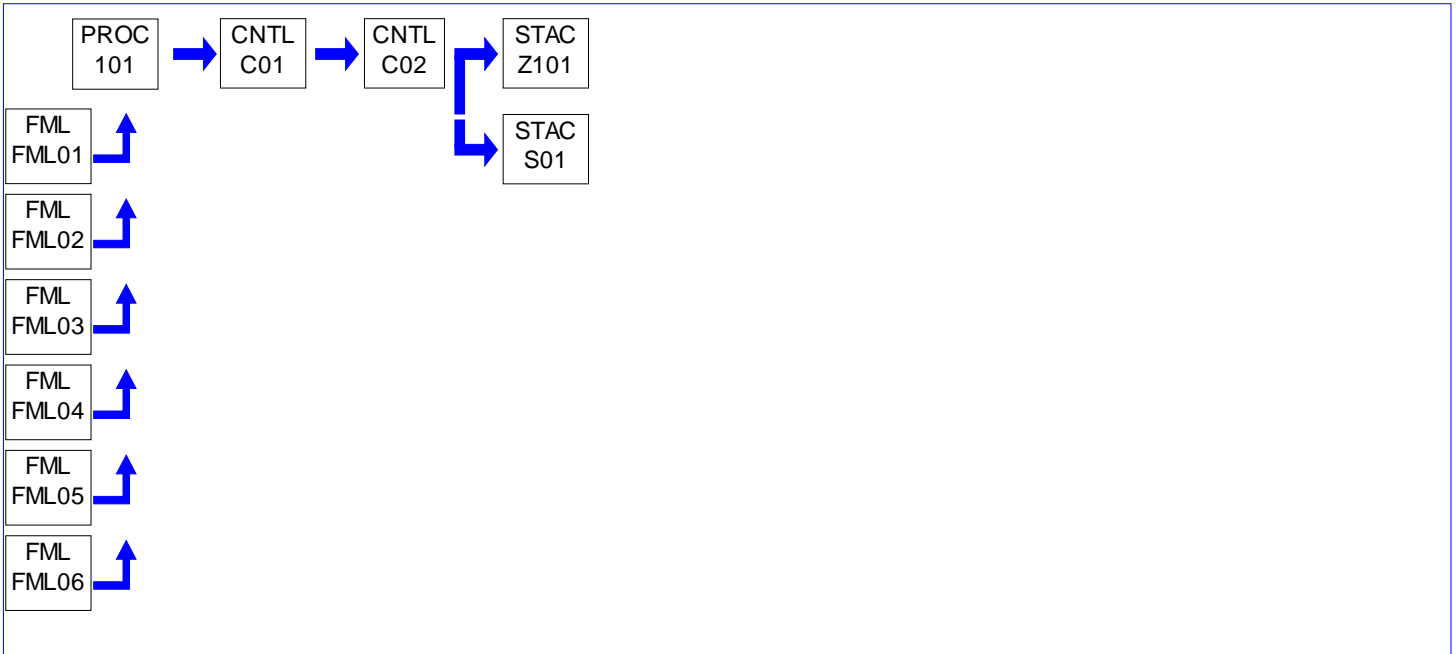 PROC
101
CNTL
C01
CNTL
C02
STAC
Z101
STAC
S01
FML
FML01
FML
FML02
FML
FML03
FML
FML04
FML
FML05
FML
FML06